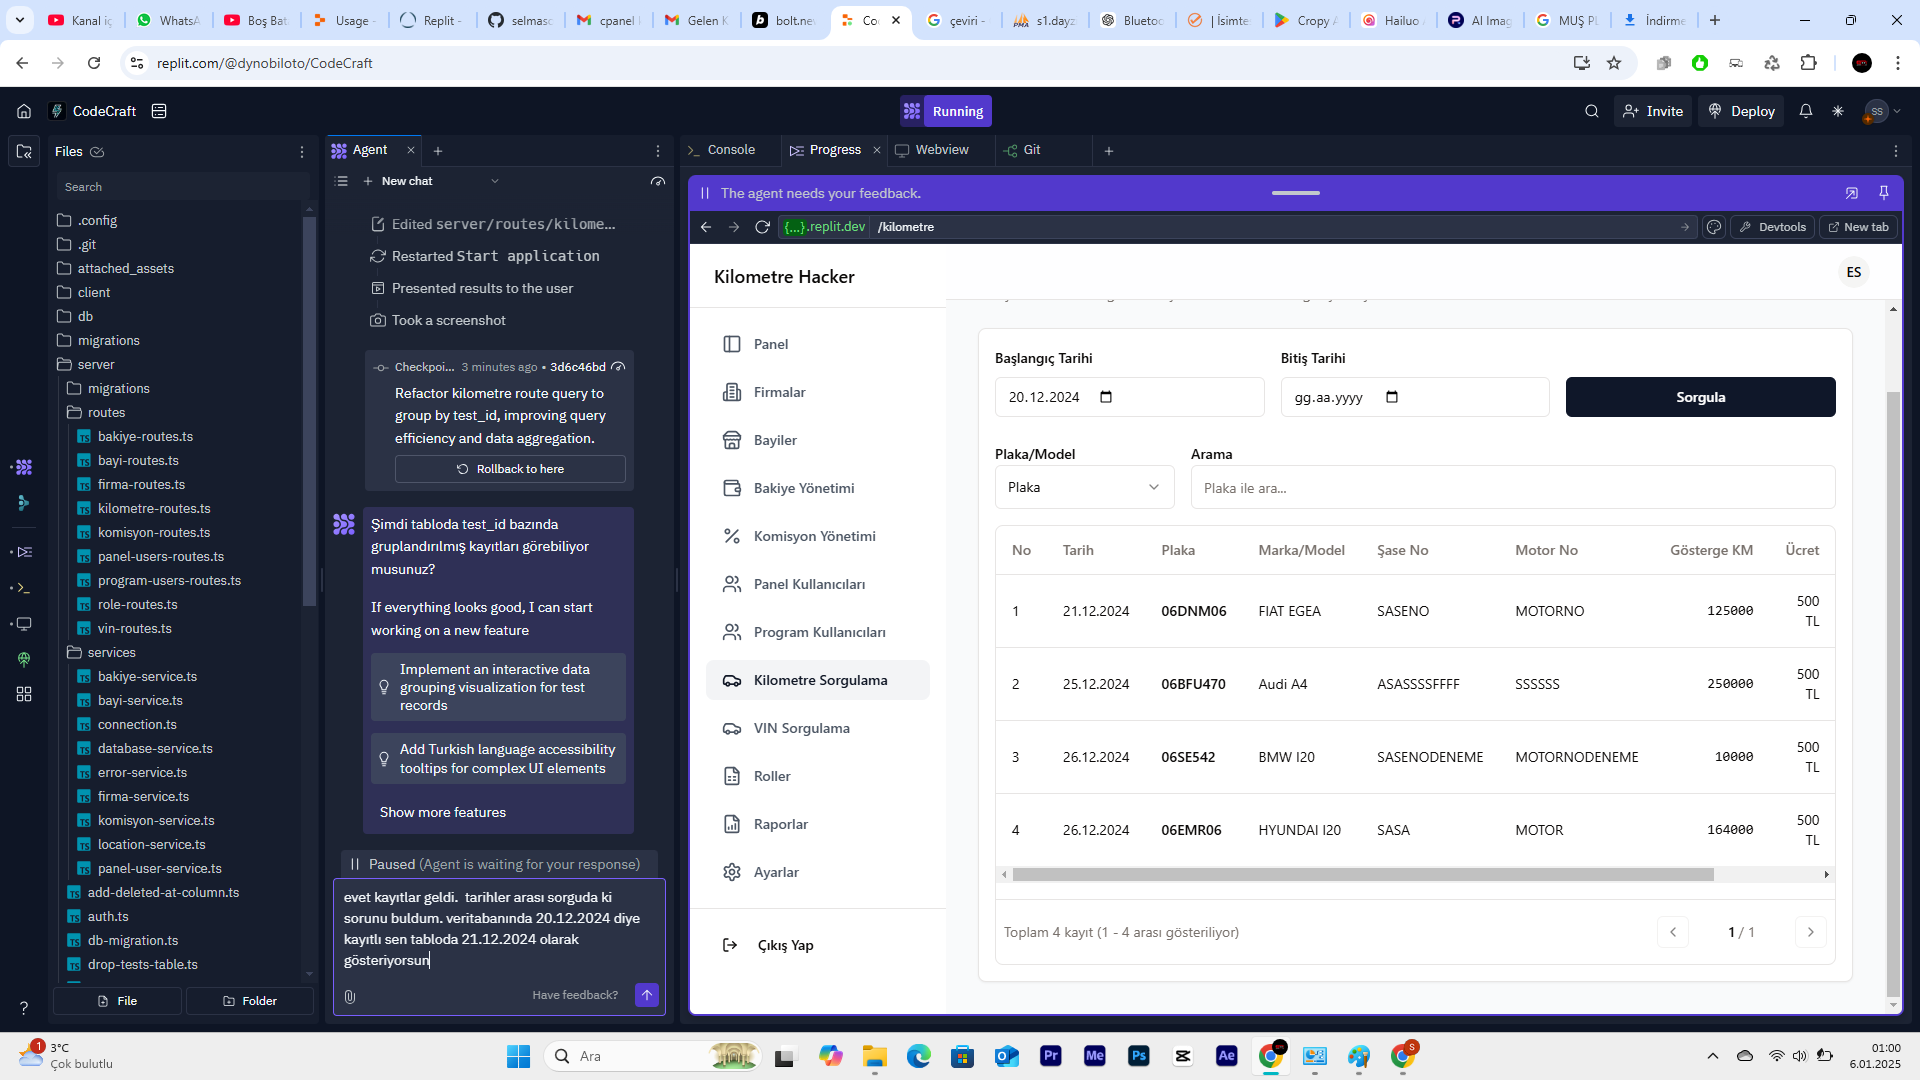 Kanal iç
WhatsA
Boş Bat
Usage -
Replit -
selmasc
cpanel
Gelen K
bolt.ne
Co
çeviri -
s1.dayz
Bluetoo
| İsimte
Cropy
Hailuo
AI Imag
MUŞ PL
İndirme
replit.com/@dynobiloto/CodeCraft
CodeCraft
Running
Invite
Deploy
SS
Files
Search
.config
.git
attached_assets
client
db
migrations
server
migrations
routes
bakiye-routes.ts
bayi-routes.ts
firma-routes.ts
kilometre-routes.ts
komisyon-routes.ts
panel-users-routes.ts
program-users-routes.ts
role-routes.ts
vin-routes.ts
services
bakiye-service.ts
bayi-service.ts
connection.ts
database-service.ts
error-service.ts
firma-service.ts
komisyon-service.ts
location-service.ts
panel-user-service.ts
add-deleted-at-column.ts
auth.ts
db-migration.ts
drop-tests-table.ts
File
Folder
Agent
New chat
Edited server/routes/kilome...
Restarted Start application
Presented results to the user
Took a screenshot
Checkpoi... 3 minutes ago • 3d6c46bd
Refactor kilometre route query to
group by test_id, improving query
efficiency and data aggregation.
Rollback to here
Şimdi tabloda test_id bazında
gruplandırılmış kayıtları görebiliyor
musunuz?
If everything looks good, I can start
working on a new feature
Implement an interactive data
grouping visualization for test
records
Add Turkish language accessibility
tooltips for complex UI elements
Show more features
Paused (Agent is waiting for your response)
evet kayıtlar geldi. tarihler arası sorguda ki
sorunu buldum. veritabanında 20.12.2024 diye
kayıtlı sen tabloda 21.12.2024 olarak
gösteriyorsun
Have feedback?
Console
Progress
Webview
Git
The agent needs your feedback.
{...}.replit.dev
/kilometre
Devtools
New tab
Kilometre Hacker
ES
Panel
Firmalar
Bayiler
Bakiye Yönetimi
Komisyon Yönetimi
Panel Kullanıcıları
Program Kullanıcıları
Kilometre Sorgulama
VIN Sorgulama
Roller
Raporlar
Ayarlar
Çıkış Yap
Başlangıç Tarihi
Bitiş Tarihi
20.12.2024
gg.aa.yyyy
Sorgula
Plaka/Model
Arama
Plaka
Plaka ile ara...
No Tarih Plaka Marka/Model Şase No Motor No Gösterge KM Ücret
1 21.12.2024 06DNM06 FIAT EGEA SASENO MOTORNO 125000 500 TL
2 25.12.2024 06BFU470 Audi A4 ASASSSSFFFF SSSSSS 250000 500 TL
3 26.12.2024 06SE542 BMW I20 SASENODENEME MOTORNODENEME 10000 500 TL
4 26.12.2024 06EMR06 HYUNDAI I20 SASA MOTOR 164000 500 TL
Toplam 4 kayıt (1 - 4 arası gösteriliyor)
1 / 1
1
3°C
Çok bulutlu
Ara
Pr
Me
Ps
Ae
S
01:00
6.01.2025